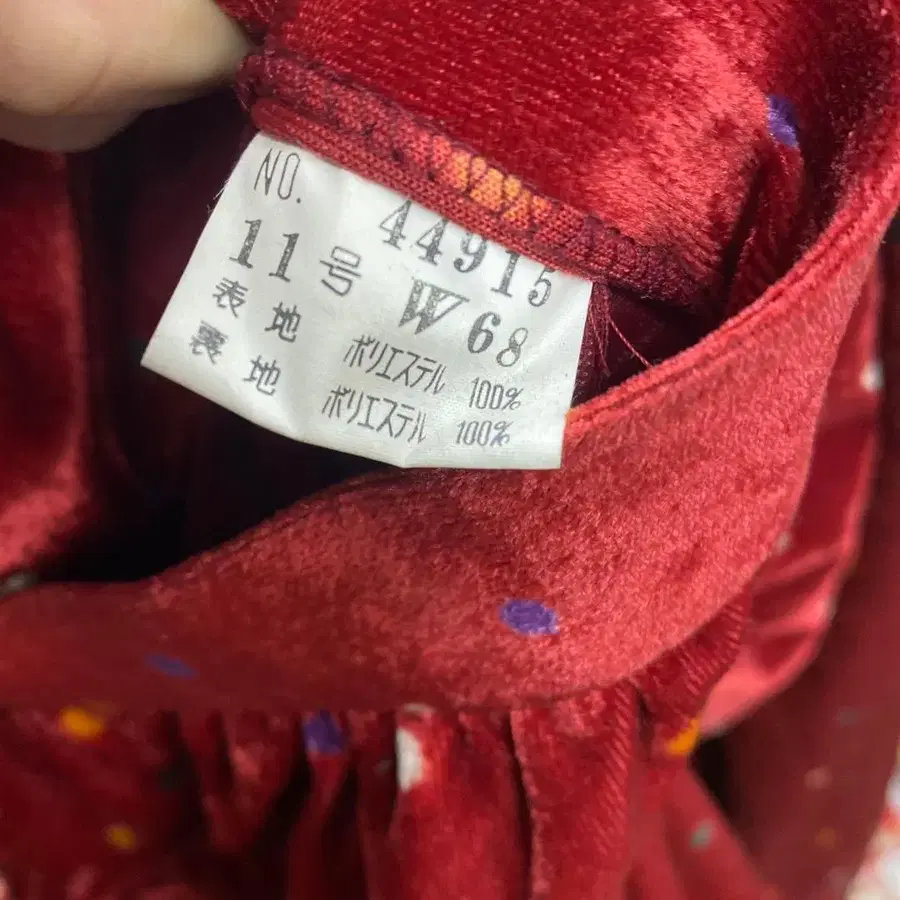 NO. 44915
11号 W68
表地 ポリエステル 100%
裏地 ポリエステル 100%